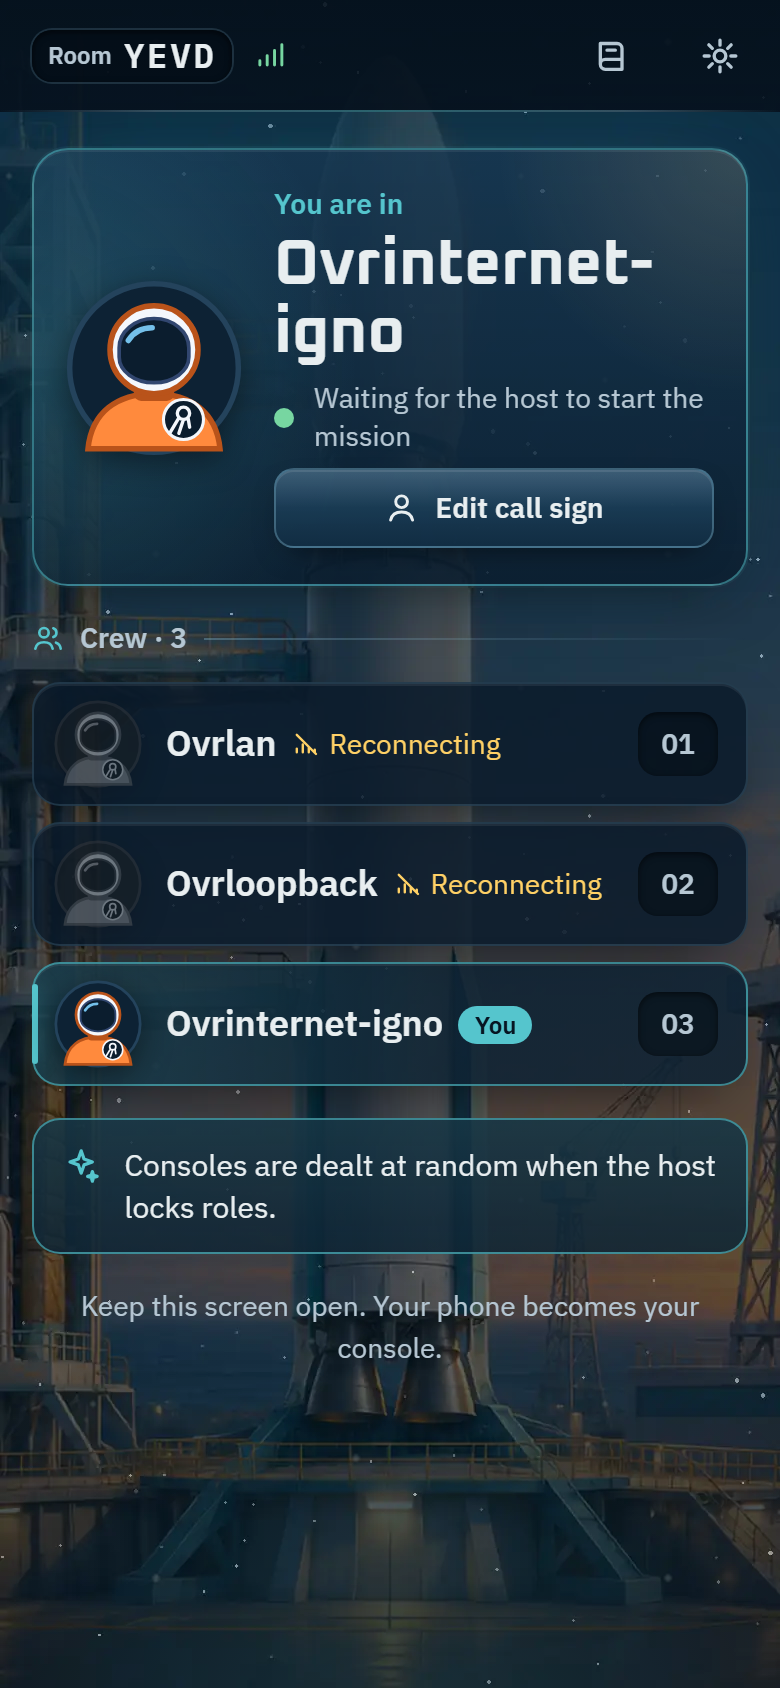 Room YEVD
You are in
Ovrinternet-
igno
Waiting for the host to start the
mission
Edit call sign
Crew · 3
Ovrlan Reconnecting 01
Ovrloopback Reconnecting 02
Ovrinternet-igno You 03
Consoles are dealt at random when the host
locks roles.
Keep this screen open. Your phone becomes your
console.